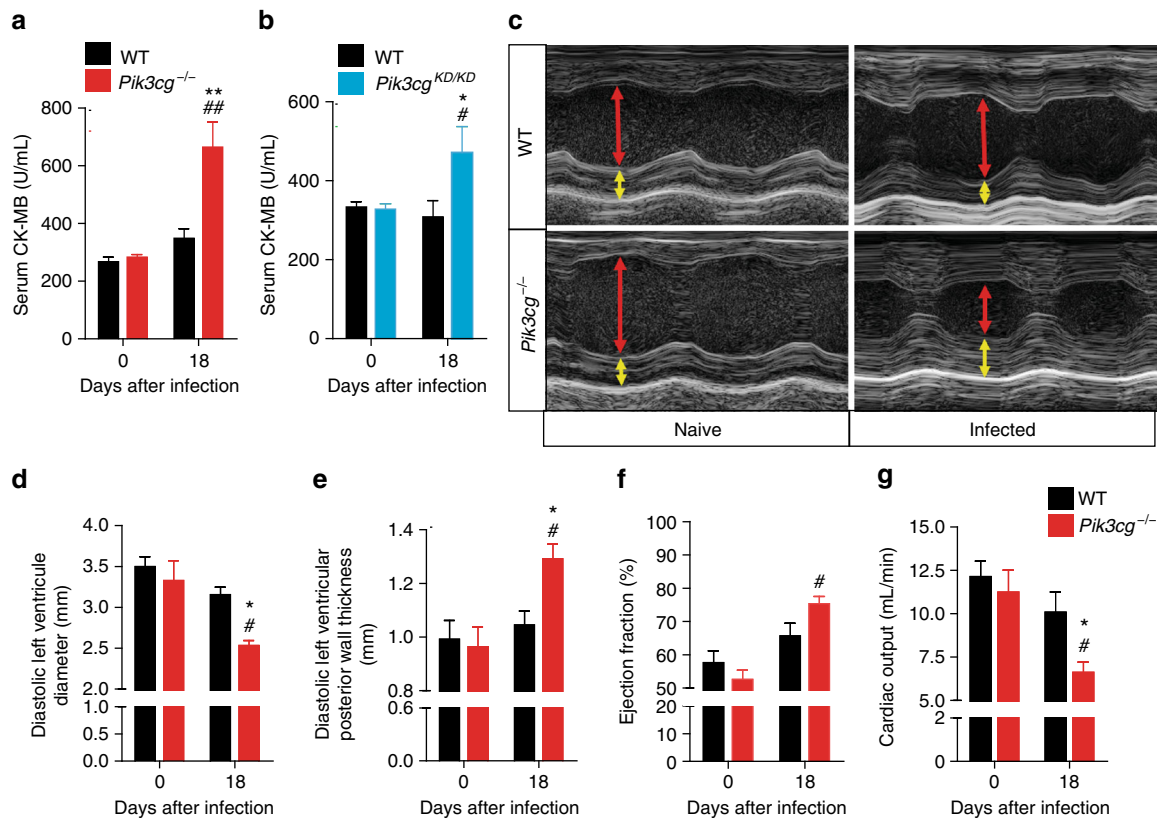 a
WT
Pik3cg−/−
Serum CK-MB (U/mL)
800
600
400
200
0
**
##
0
18
Days after infection
b
WT
Pik3cgKD/KD
Serum CK-MB (U/mL)
600
400
200
0
*
#
0
18
Days after infection
c
WT
Pik3cg−/−
Naive
Infected
d
Diastolic left ventricule
diameter (mm)
4.0
3.5
3.0
2.5
2.0
1.0
0.5
0.0
*
#
0
18
Days after infection
e
Diastolic left ventricular
posterior wall thickness
(mm)
1.4
1.2
1.0
0.8
0.6
0.0
*
#
0
18
Days after infection
f
Ejection fraction (%)
100
90
80
70
60
50
20
10
0
#
0
18
Days after infection
g
WT
Pik3cg−/−
Cardiac output (mL/min)
15.0
12.5
10.0
7.5
5.0
2
0
*
#
0
18
Days after infection